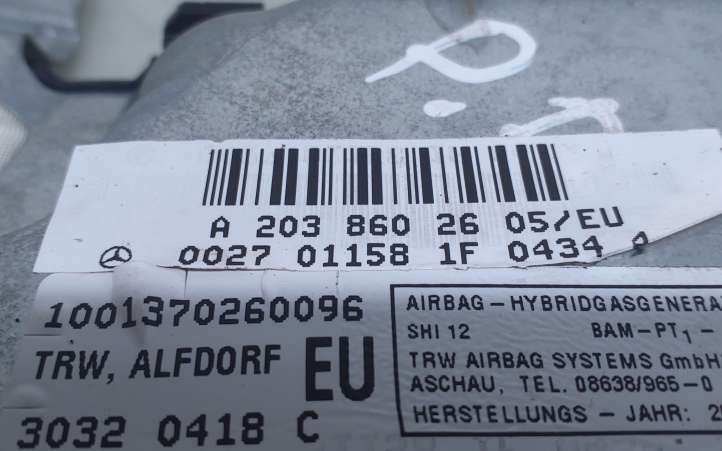 A 203 860 26 05/EU
0027 01158 1F 0434
1001370260096
TRW, ALFDORF EU
3032 0418 C
AIRBAG - HYBRIDGASGENERA
SHI 12 BAM-PT1 -
TRW AIRBAG SYSTEMS GmbH
ASCHAU, TEL. 08638/965-0
HERSTELLUNGS - JAHR: 2